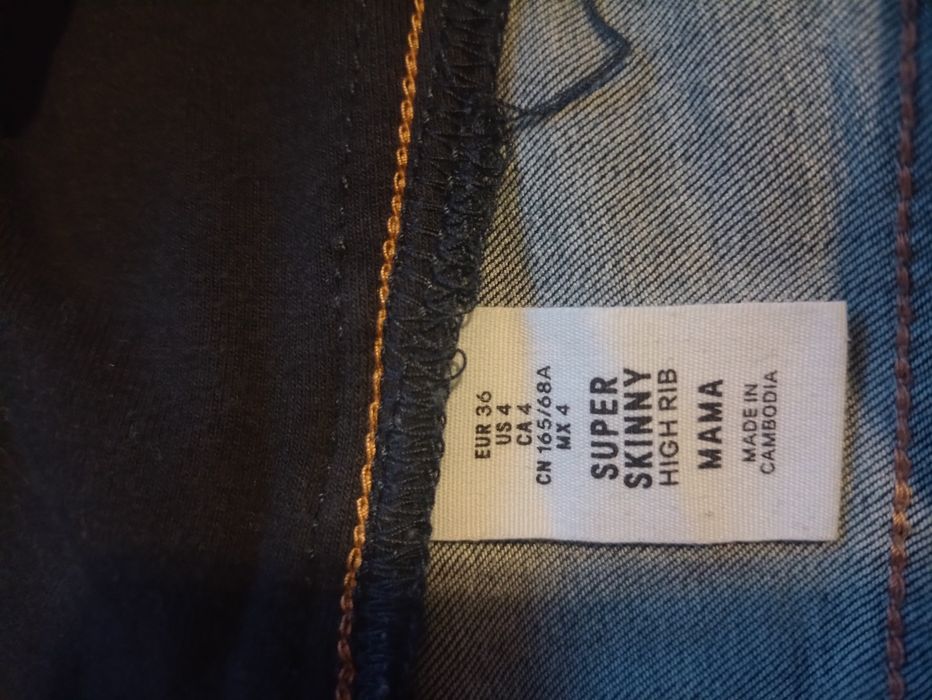 EUR 36
US 4
CA 4
CN 165/68A
MX 4
SUPER
SKINNY
HIGH RIB
MAMA
MADE IN
CAMBODIA